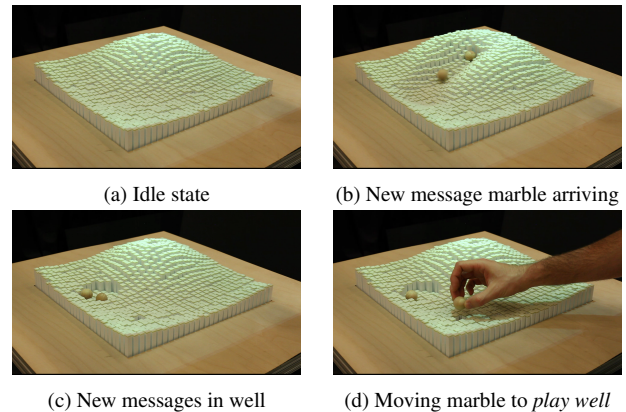 (a) Idle state
(b) New message marble arriving
(c) New messages in well
(d) Moving marble to play well